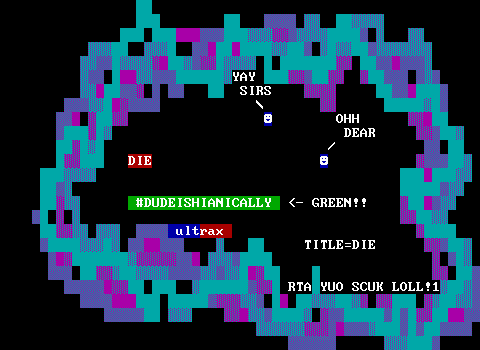 YAY
SIRS
OHH
DEAR
DIE
#DUDEISHIANICALLY <- GREEN!!
ultrax
TITLE=DIE
RTA YUO SCUK LOLL!1